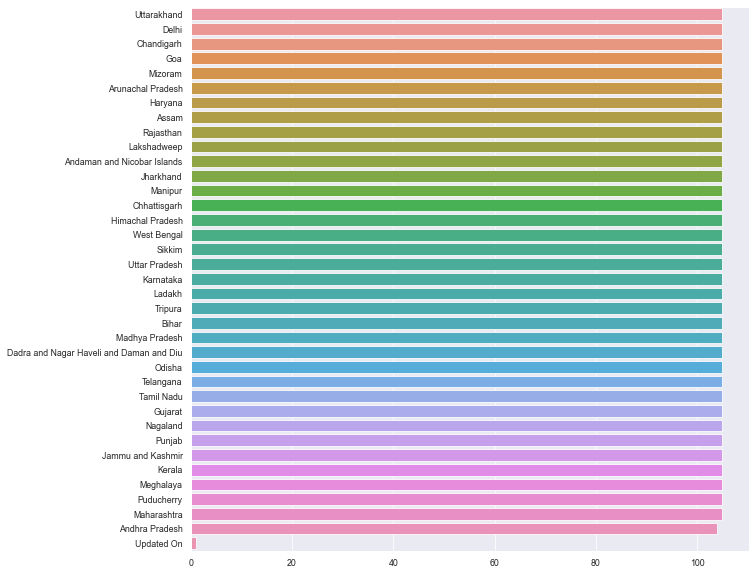 Uttarakhand
Delhi
Chandigarh
Goa
Mizoram
Arunachal Pradesh
Haryana
Assam
Rajasthan
Lakshadweep
Andaman and Nicobar Islands
Jharkhand
Manipur
Chhattisgarh
Himachal Pradesh
West Bengal
Sikkim
Uttar Pradesh
Karnataka
Ladakh
Tripura
Bihar
Madhya Pradesh
Dadra and Nagar Haveli and Daman and Diu
Odisha
Telangana
Tamil Nadu
Gujarat
Nagaland
Punjab
Jammu and Kashmir
Kerala
Meghalaya
Puducherry
Maharashtra
Andhra Pradesh
Updated On
0 20 40 60 80 100